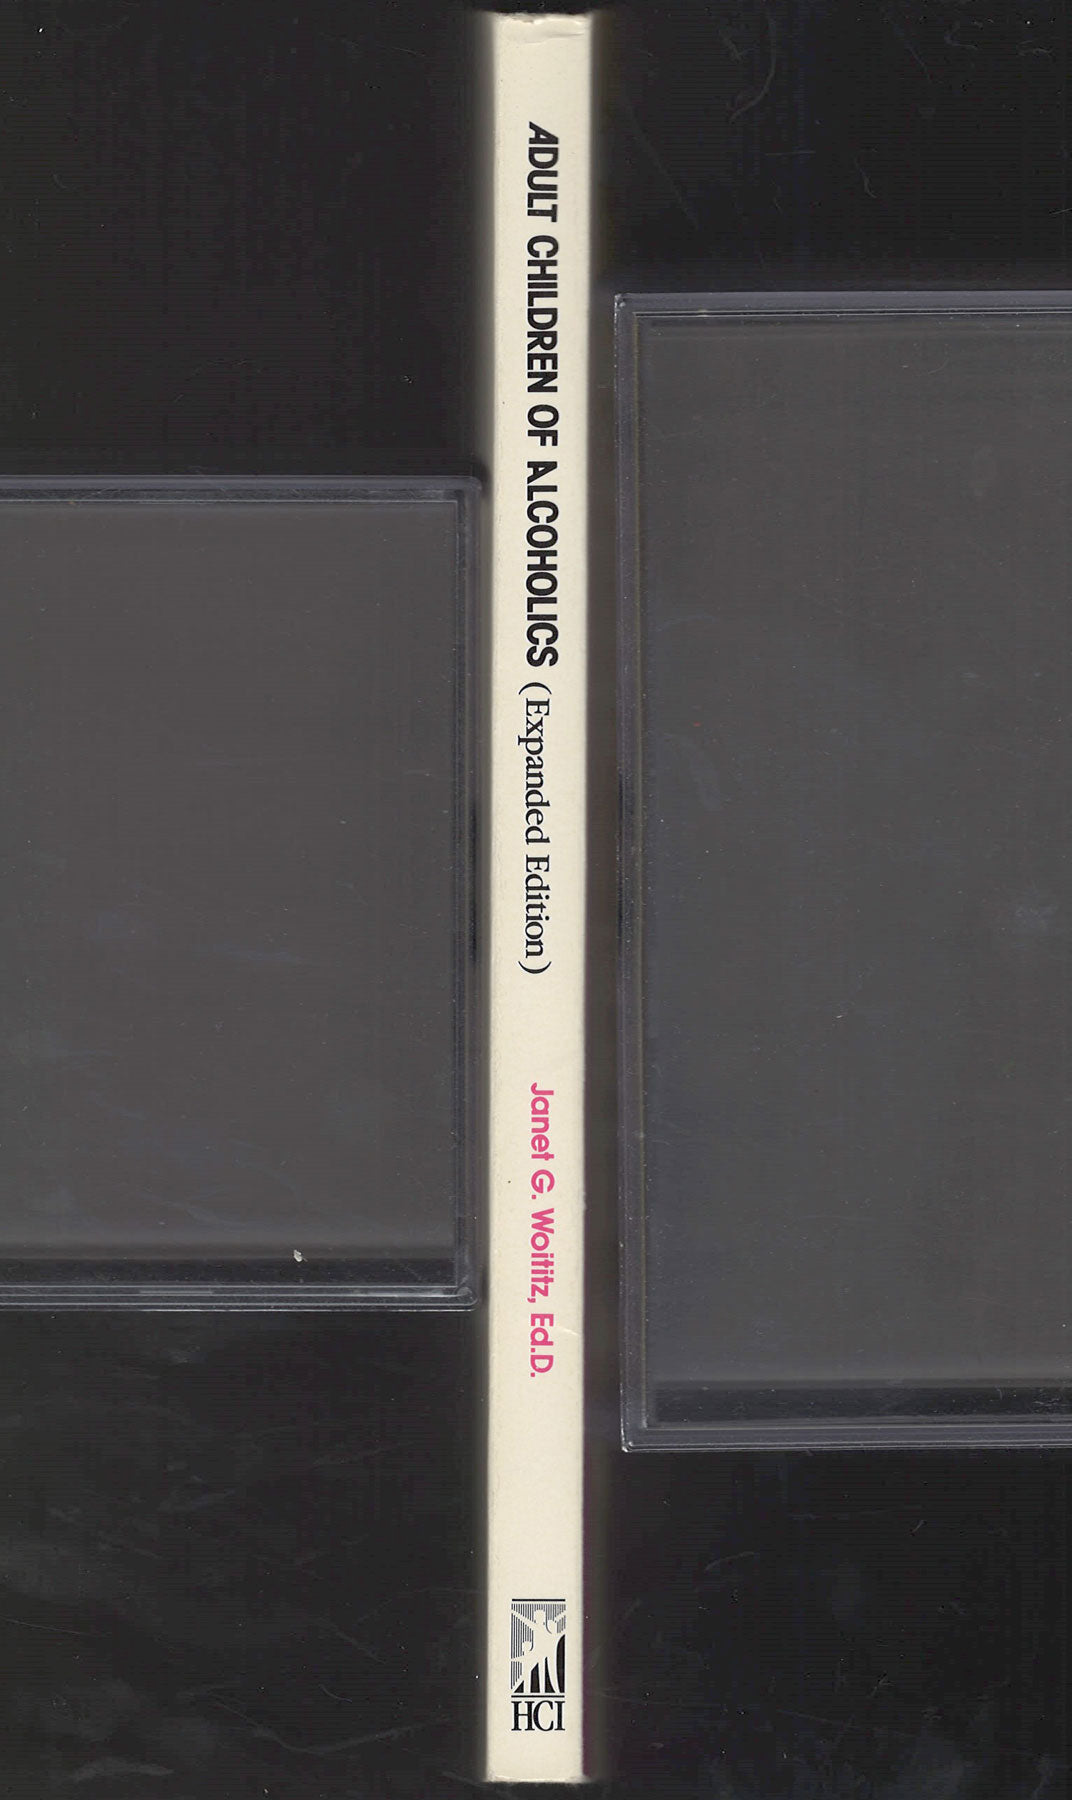 ADULT CHILDREN OF ALCOHOLICS (Expanded Edition)
Janet G. Woititz, Ed.D.
HCI